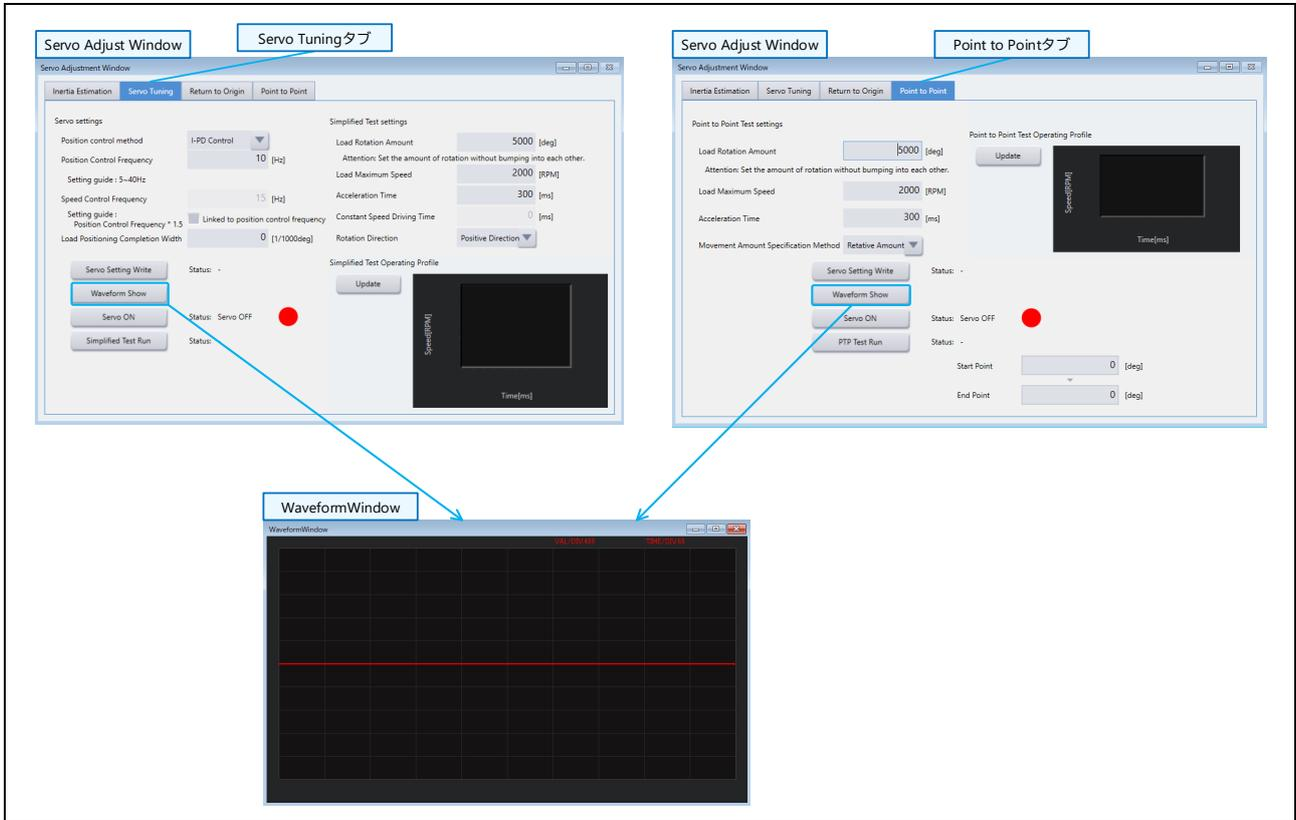 Servo Adjust Window
Servo Tuningタブ
Servo Adjustment Window
Inertia Estimation
Servo Tuning
Return to Origin
Point to Point
Servo settings
Position control method
I-PD Control
Position Control Frequency
10 [Hz]
Setting guide : 5~40Hz
Speed Control Frequency
15 [Hz]
Setting guide :
Position Control Frequency * 1.5
Linked to position control frequency
Load Positioning Completion Width
0 [1/1000deg]
Servo Setting Write
Status: -
Waveform Show
Servo ON
Status: Servo OFF
Simplified Test Run
Status:
Simplified Test settings
Load Rotation Amount
5000 [deg]
Attention: Set the amount of rotation without bumping into each other.
Load Maximum Speed
2000 [RPM]
Acceleration Time
300 [ms]
Constant Speed Driving Time
0 [ms]
Rotation Direction
Positive Direction
Simplified Test Operating Profile
Update
Speed[RPM]
Time[ms]
Servo Adjust Window
Point to Pointタブ
Servo Adjustment Window
Inertia Estimation
Servo Tuning
Return to Origin
Point to Point
Point to Point Test settings
Load Rotation Amount
5000 [deg]
Attention: Set the amount of rotation without bumping into each other.
Load Maximum Speed
2000 [RPM]
Acceleration Time
300 [ms]
Movement Amount Specification Method
Retative Amount
Point to Point Test Operating Profile
Update
Speed[RPM]
Time[ms]
Servo Setting Write
Status: -
Waveform Show
Servo ON
Status: Servo OFF
PTP Test Run
Status: -
Start Point
0 [deg]
End Point
0 [deg]
WaveformWindow
WaveformWindow